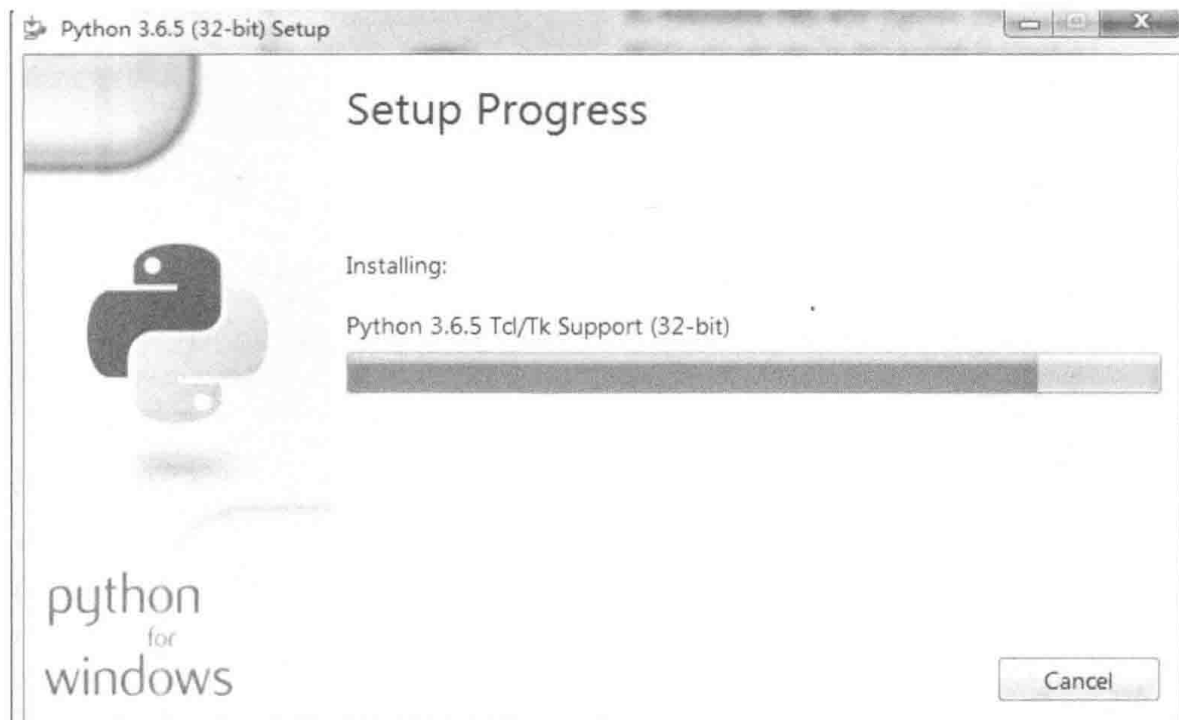 Python 3.6.5 (32-bit) Setup
Setup Progress
Installing:
Python 3.6.5 Tcl/Tk Support (32-bit)
python
for
windows
Cancel